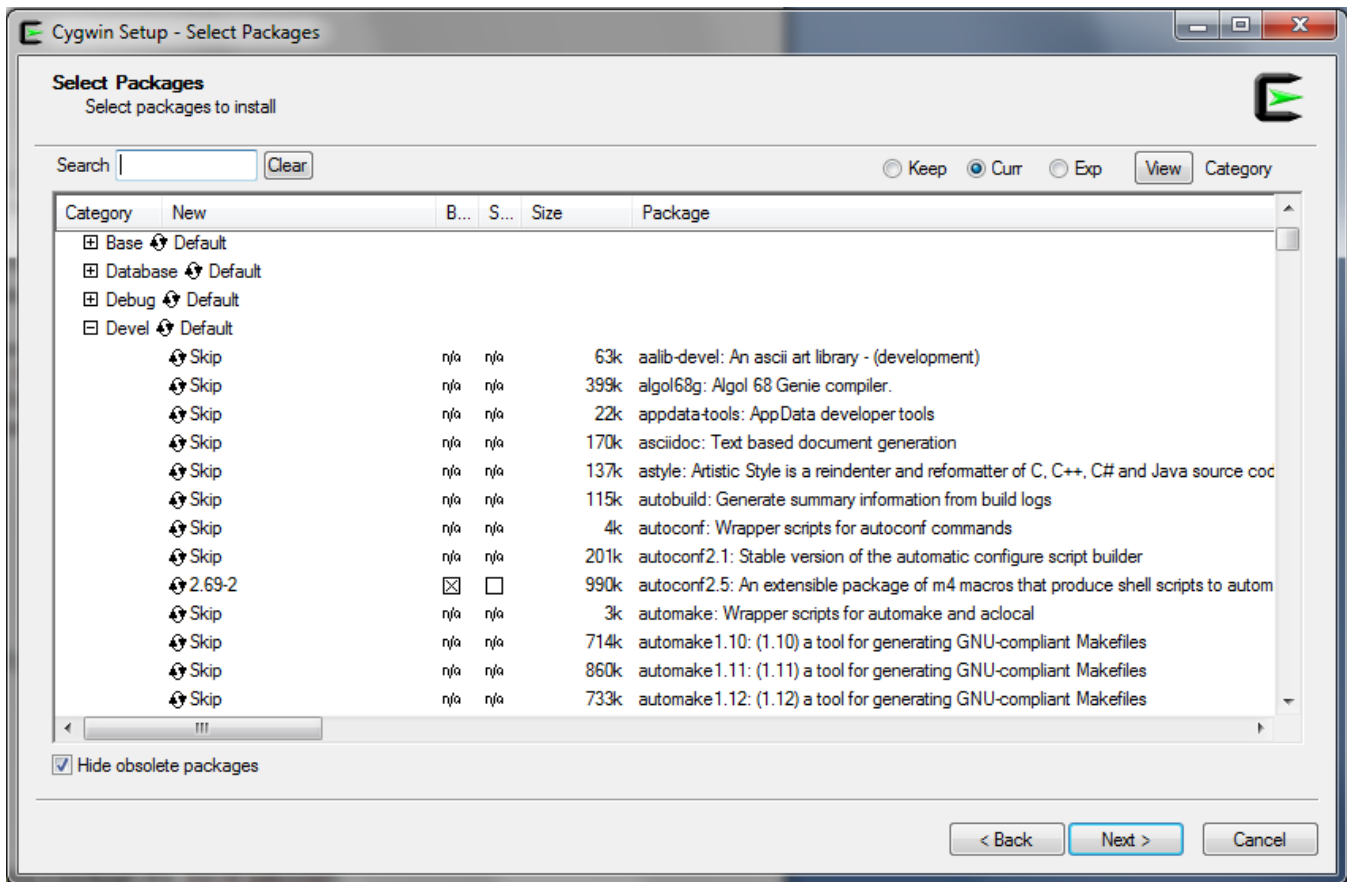 Cygwin Setup - Select Packages
Select Packages
Select packages to install
Search Clear Keep Curr Exp View Category
Category New B... S... Size Package
Base Default
Database Default
Debug Default
Devel Default
Skip n/a n/a 63k aalib-devel: An ascii art library - (development)
Skip n/a n/a 399k algol68g: Algol 68 Genie compiler.
Skip n/a n/a 22k appdata-tools: AppData developer tools
Skip n/a n/a 170k asciidoc: Text based document generation
Skip n/a n/a 137k astyle: Artistic Style is a reindenter and reformatter of C, C++, C# and Java source cod
Skip n/a n/a 115k autobuild: Generate summary information from build logs
Skip n/a n/a 4k autoconf: Wrapper scripts for autoconf commands
Skip n/a n/a 201k autoconf2.1: Stable version of the automatic configure script builder
2.69-2 990k autoconf2.5: An extensible package of m4 macros that produce shell scripts to autom
Skip n/a n/a 3k automake: Wrapper scripts for automake and aclocal
Skip n/a n/a 714k automake1.10: (1.10) a tool for generating GNU-compliant Makefiles
Skip n/a n/a 860k automake1.11: (1.11) a tool for generating GNU-compliant Makefiles
Skip n/a n/a 733k automake1.12: (1.12) a tool for generating GNU-compliant Makefiles
Hide obsolete packages
< Back Next > Cancel